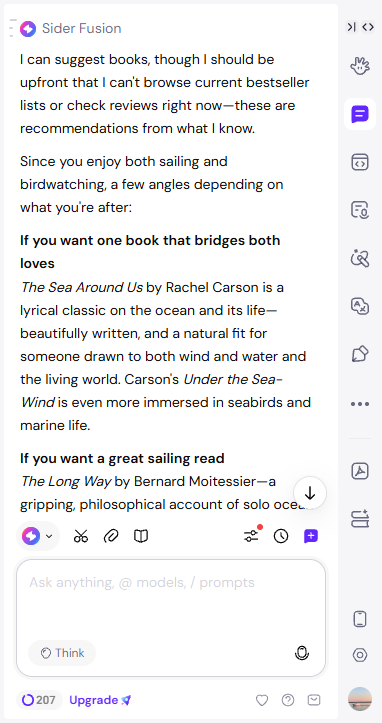 Sider Fusion
I can suggest books, though I should be
upfront that I can't browse current bestseller
lists or check reviews right now—these are
recommendations from what I know.
Since you enjoy both sailing and
birdwatching, a few angles depending on
what you're after:
If you want one book that bridges both
loves
The Sea Around Us by Rachel Carson is a
lyrical classic on the ocean and its life—
beautifully written, and a natural fit for
someone drawn to both wind and water and
the living world. Carson's Under the Sea-
Wind is even more immersed in seabirds and
marine life.
If you want a great sailing read
The Long Way by Bernard Moitessier—a
gripping, philosophical account of solo
Ask anything, @ models, / prompts
Think
207 Upgrade